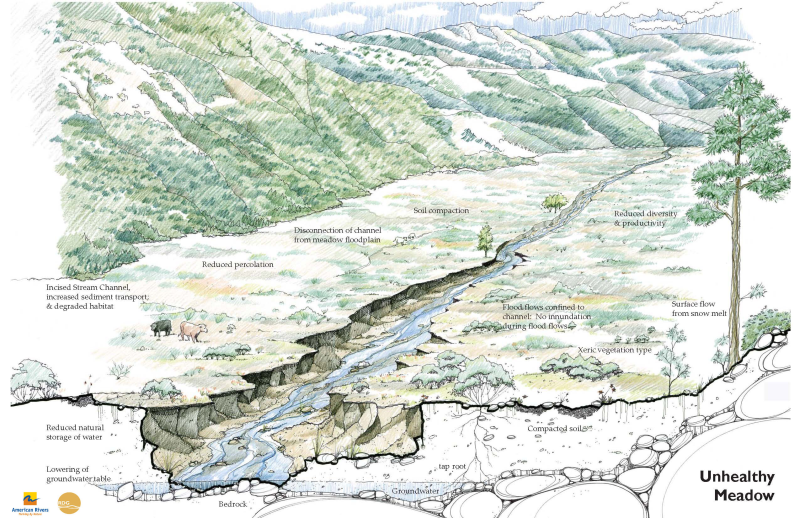 Soil compaction
Reduced diversity
& productivity
Disconnection of channel
from meadow floodplain
Reduced percolation
Incised Stream Channel,
increased sediment transport;
& degraded habitat
Flood flows confined to
channel: No innundation
during flood flows
Surface flow
from snow melt
Xeric vegetation type
Reduced natural
storage of water
Compacted soil
Lowering of
groundwater table
tap root
Groundwater
Bedrock
Unhealthy
Meadow
American Rivers